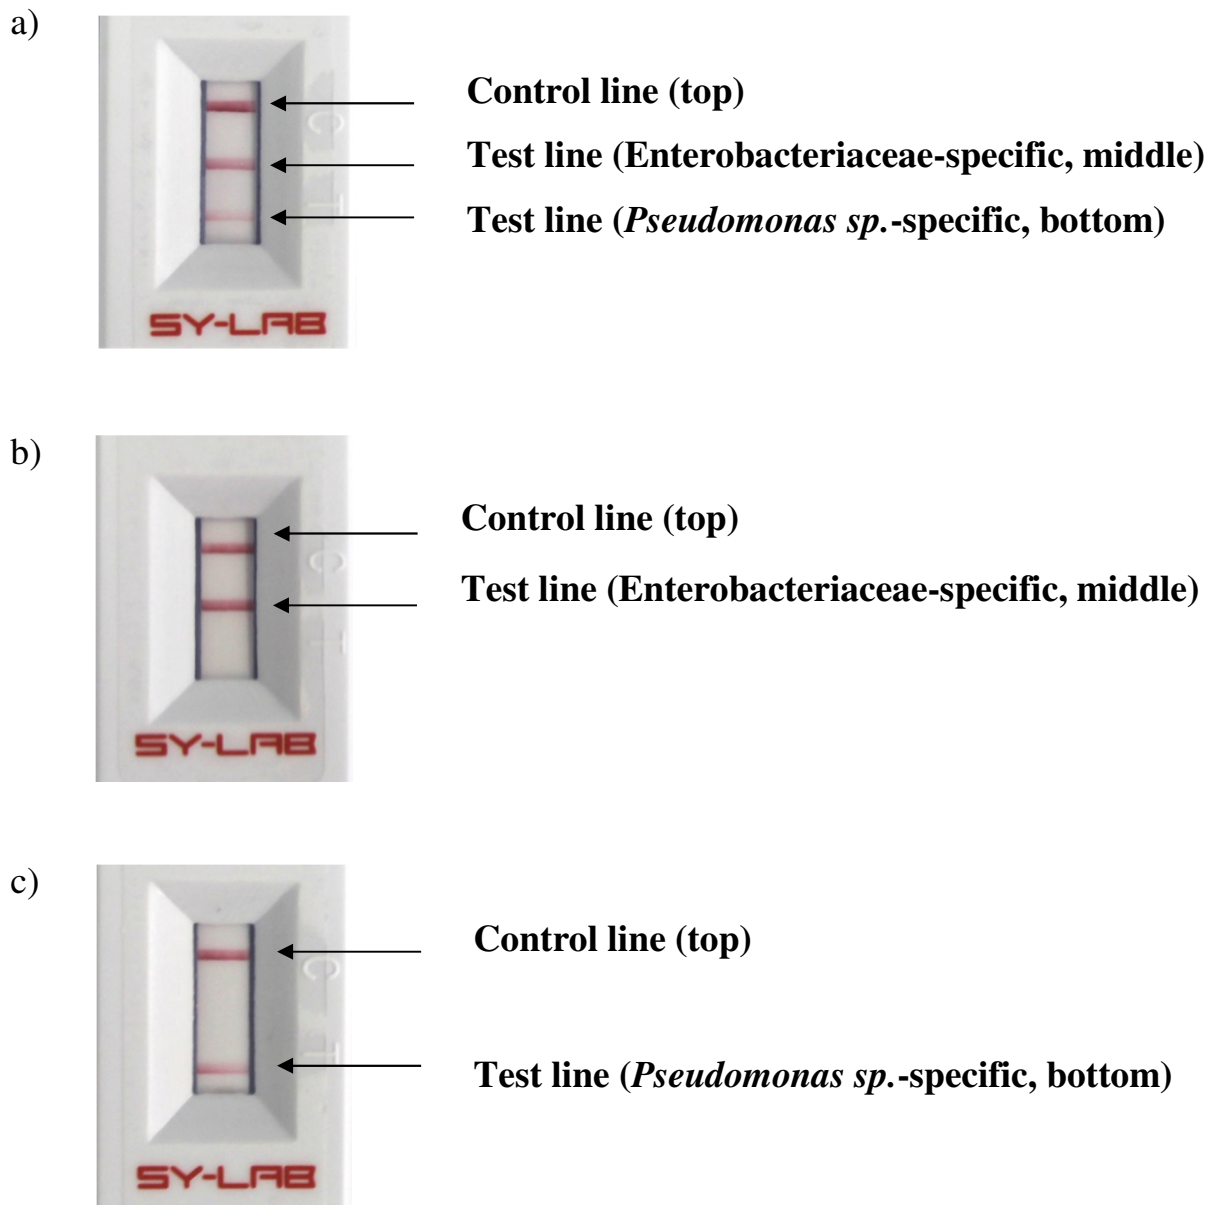 a)
Control line (top)
C
Test line (Enterobacteriaceae-specific, middle)
T
Test line (Pseudomonas sp.-specific, bottom)
SY-LAB
b)
Control line (top)
C
Test line (Enterobacteriaceae-specific, middle)
T
SY-LAB
c)
Control line (top)
C
T
Test line (Pseudomonas sp.-specific, bottom)
SY-LAB